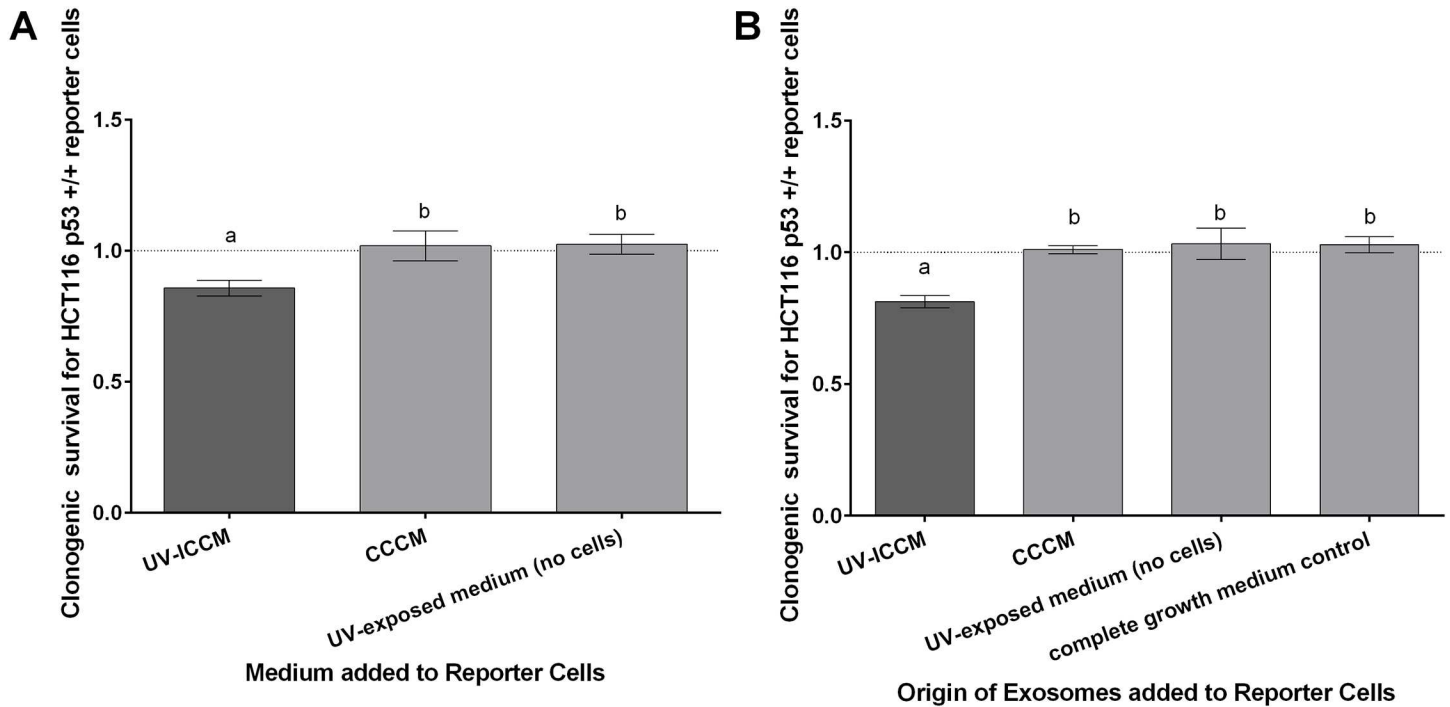 A
Clonogenic survival for HCT116 p53 +/+ reporter cells
1.5
1.0
0.5
0.0
a
b
b
UV-ICCM
CCCM
UV-exposed medium (no cells)
Medium added to Reporter Cells
B
Clonogenic survival for HCT116 p53 +/+ reporter cells
1.5
1.0
0.5
0.0
a
b
b
b
UV-ICCM
CCCM
UV-exposed medium (no cells)
complete growth medium control
Origin of Exosomes added to Reporter Cells